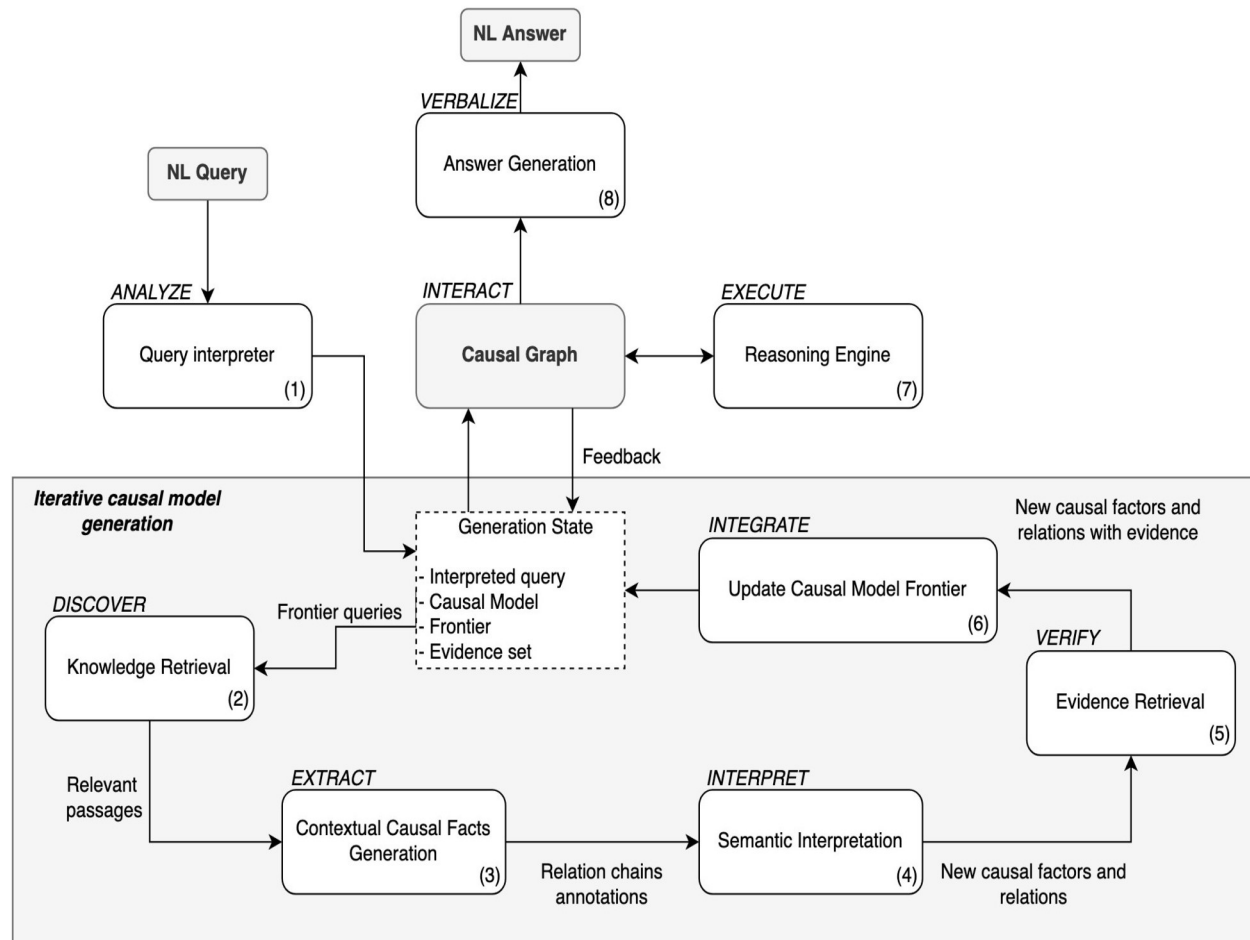 NL Answer
VERBALIZE
Answer Generation
(8)
NL Query
ANALYZE
Query interpreter
(1)
INTERACT
Causal Graph
EXECUTE
Reasoning Engine
(7)
Feedback
Iterative causal model
generation
Generation State
- Interpreted query
- Causal Model
- Frontier
- Evidence set
INTEGRATE
Update Causal Model Frontier
(6)
New causal factors and
relations with evidence
DISCOVER
Knowledge Retrieval
(2)
Frontier queries
VERIFY
Evidence Retrieval
(5)
Relevant
passages
EXTRACT
Contextual Causal Facts
Generation
(3)
Relation chains
annotations
INTERPRET
Semantic Interpretation
(4)
New causal factors and
relations